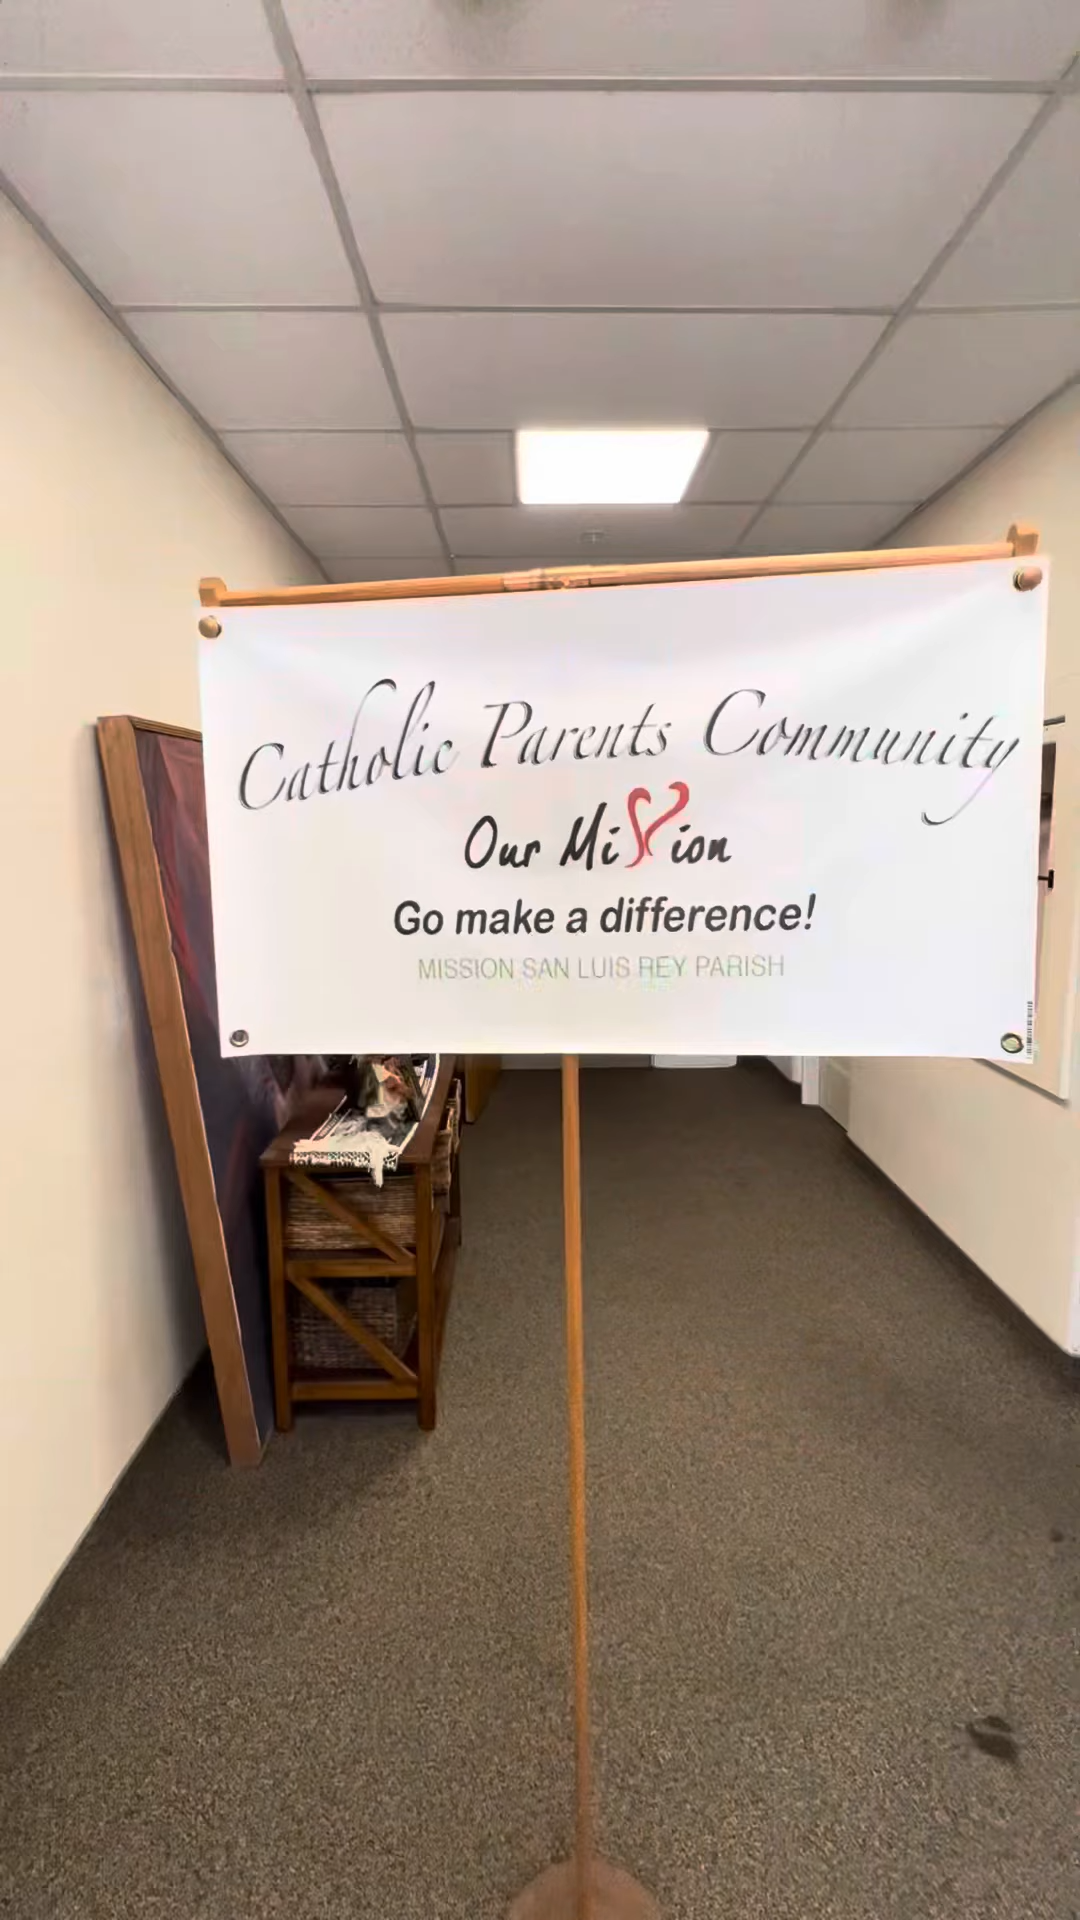 Catholic Parents Community
Our Mission
Go make a difference!
MISSION SAN LUIS REY PARISH